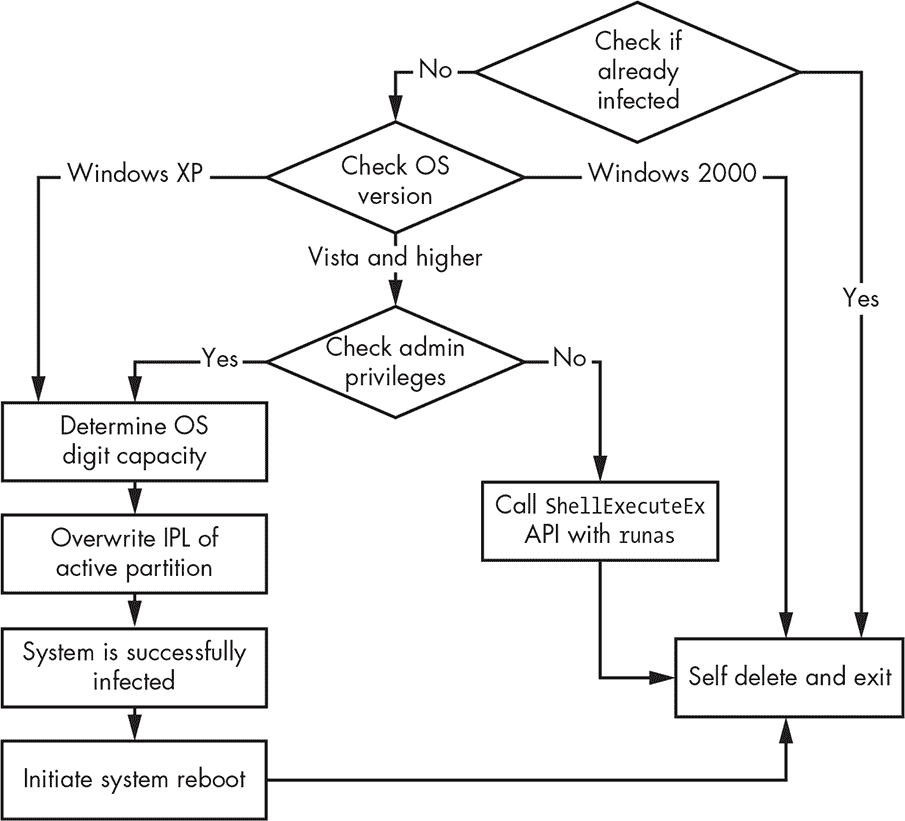 Check if
already
infected
No
Check OS
version
Windows XP
Windows 2000
Vista and higher
Yes
Check admin
privileges
Yes
No
Determine OS
digit capacity
Call ShellExecuteEx
API with runas
Overwrite IPL of
active partition
System is successfully
infected
Self delete and exit
Initiate system reboot